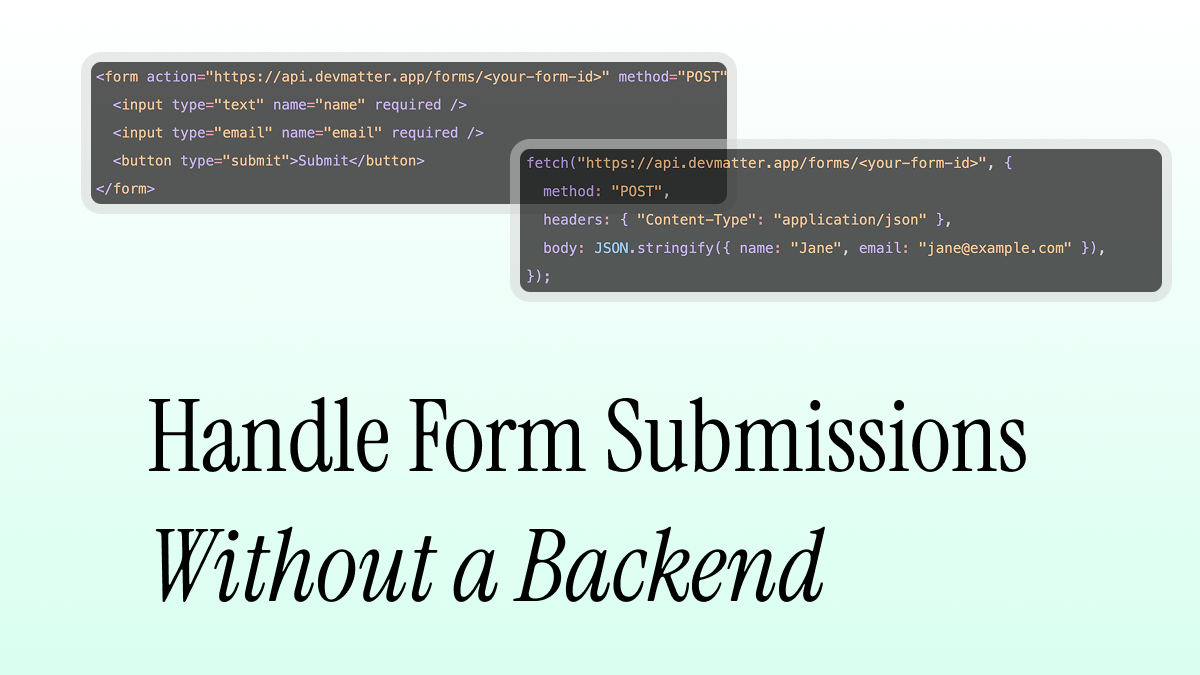 <form action="https://api.devmatter.app/forms/<your-form-id>" method="POST"
  <input type="text" name="name" required />
  <input type="email" name="email" required />
  <button type="submit">Submit</button>
</form>
fetch("https://api.devmatter.app/forms/<your-form-id>", {
  method: "POST",
  headers: { "Content-Type": "application/json" },
  body: JSON.stringify({ name: "Jane", email: "jane@example.com" }),
});
Handle Form Submissions
Without a Backend